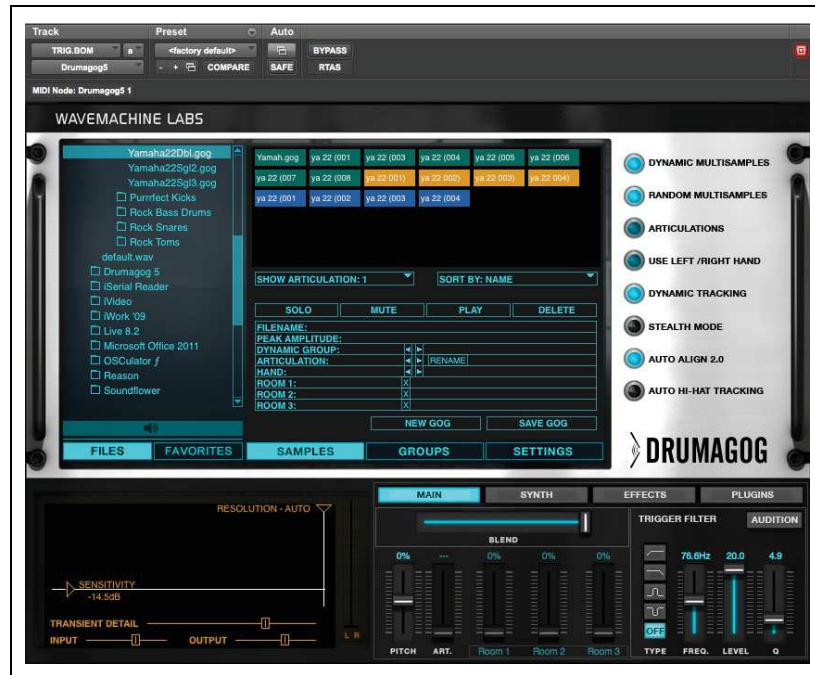 Track Preset Auto
TRIG.BOM a <factory default> BYPASS
Drumagog5 - + COMPARE SAFE RTAS
MIDI Node: Drumagog5 1
WAVEMACHINE LABS
Yamaha22Dbl.gog
Yamaha22Sgl2.gog
Yamaha22Sgl3.gog
Purrrfect Kicks
Rock Bass Drums
Rock Snares
Rock Toms
default.wav
Drumagog 5
iSerial Reader
iVideo
iWork '09
Live 8.2
Microsoft Office 2011
OSCulator ƒ
Reason
Soundflower
FILES FAVORITES
Yamah.gog ya 22 (001 ya 22 (003 ya 22 (004 ya 22 (005 ya 22 (006
ya 22 (007 ya 22 (008 ya 22 001) ya 22 002) ya 22 003) ya 22 004)
ya 22 (001 ya 22 (002 ya 22 (003 ya 22 (004
SHOW ARTICULATION: 1 SORT BY: NAME
SOLO MUTE PLAY DELETE
FILENAME:
PEAK AMPLITUDE:
DYNAMIC GROUP:
ARTICULATION: RENAME
HAND:
ROOM 1: X
ROOM 2: X
ROOM 3: X
NEW GOG SAVE GOG
SAMPLES GROUPS SETTINGS
DYNAMIC MULTISAMPLES
RANDOM MULTISAMPLES
ARTICULATIONS
USE LEFT /RIGHT HAND
DYNAMIC TRACKING
STEALTH MODE
AUTO ALIGN 2.0
AUTO HI-HAT TRACKING
DRUMAGOG
RESOLUTION - AUTO
SENSITIVITY
-14.5dB
TRANSIENT DETAIL
INPUT OUTPUT L R
MAIN SYNTH EFFECTS PLUGINS
BLEND
0% --- 0% 0% 0%
PITCH ART. Room 1 Room 2 Room 3
TRIGGER FILTER AUDITION
78.6Hz 20.0 4.9
OFF
TYPE FREQ. LEVEL Q